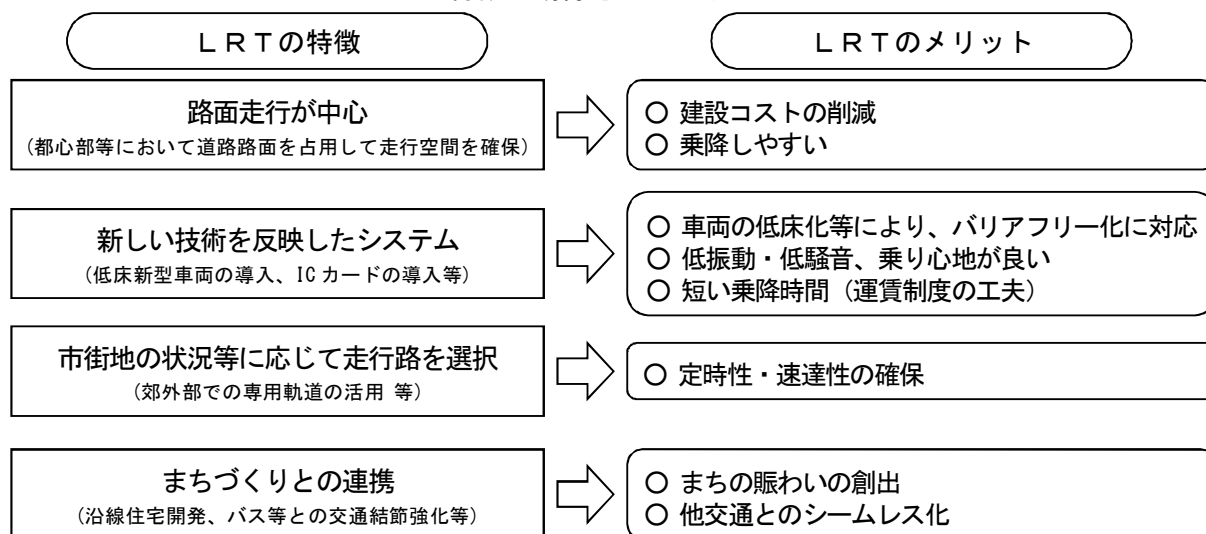 LRTの特徴
LRTのメリット
路面走行が中心
(都心部等において道路路面を占用して走行空間を確保)
○ 建設コストの削減
○ 乗降しやすい
新しい技術を反映したシステム
(低床新型車両の導入、ICカードの導入等)
○ 車両の低床化等により、バリアフリー化に対応
○ 低振動・低騒音、乗り心地が良い
○ 短い乗降時間(運賃制度の工夫)
市街地の状況等に応じて走行路を選択
(郊外部での専用軌道の活用 等)
○ 定時性・速達性の確保
まちづくりとの連携
(沿線住宅開発、バス等との交通結節強化等)
○ まちの賑わいの創出
○ 他交通とのシームレス化